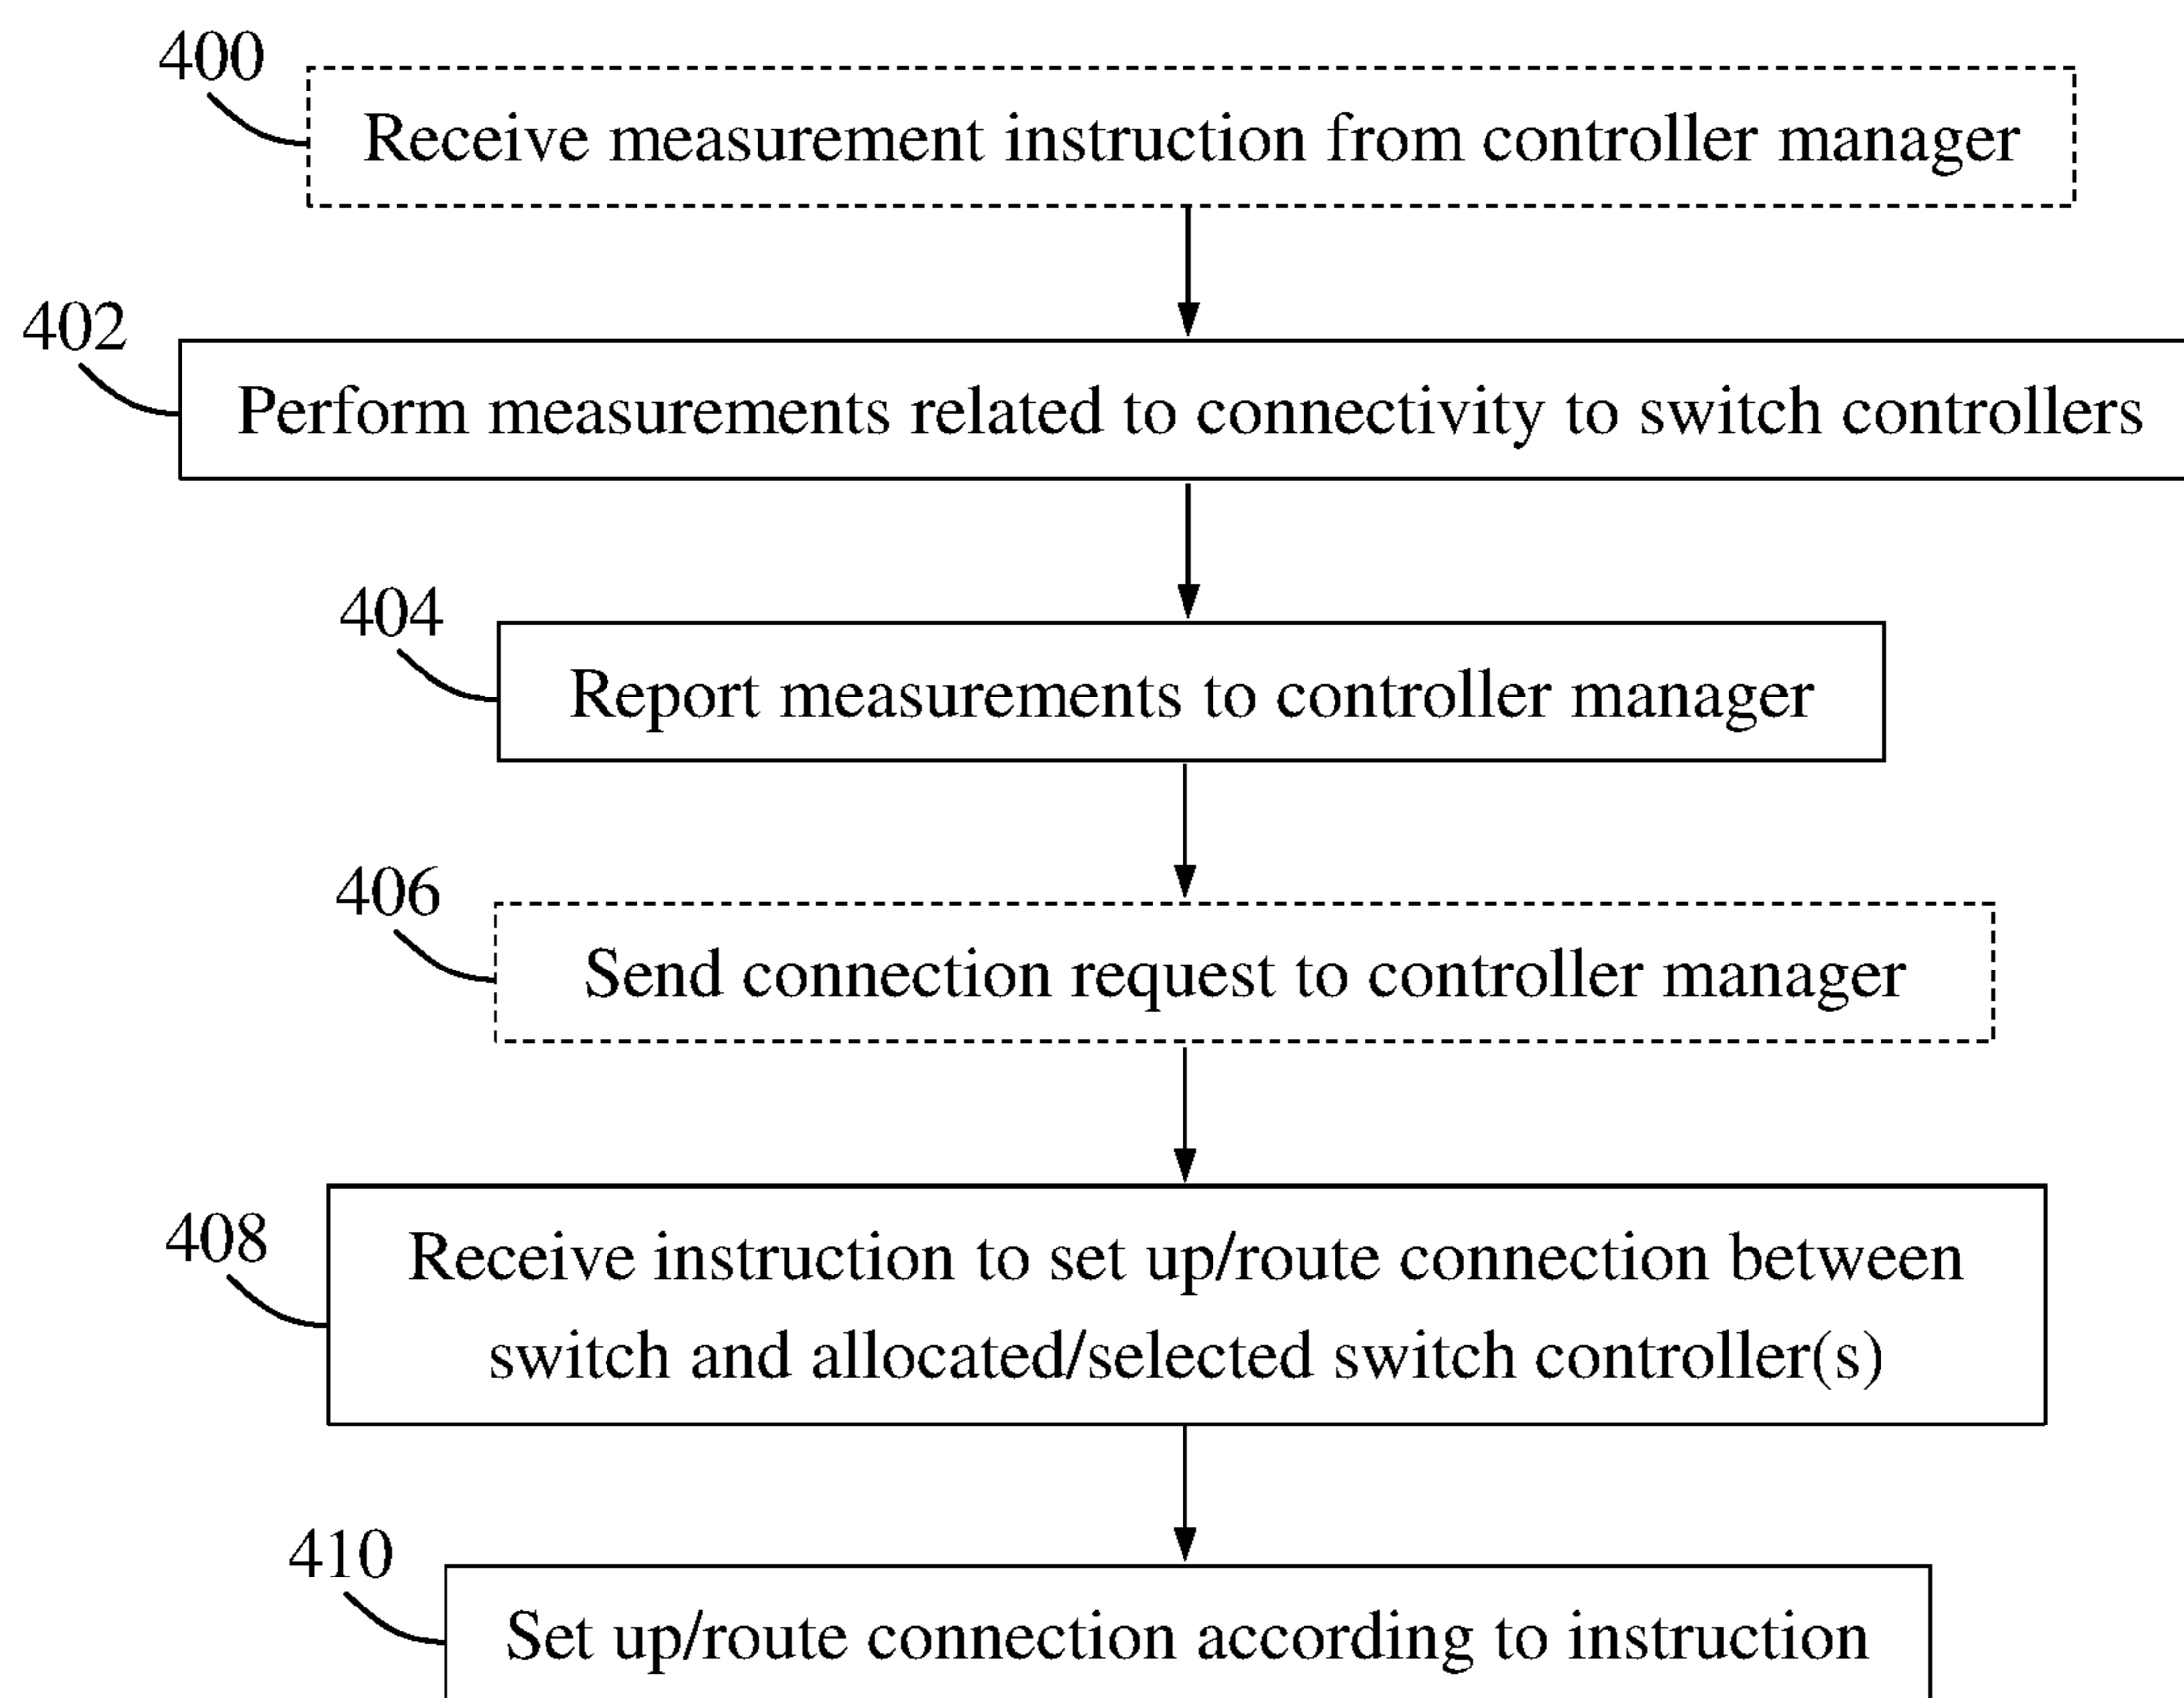 400
Receive measurement instruction from controller manager
402
Perform measurements related to connectivity to switch controllers
404
Report measurements to controller manager
406
Send connection request to controller manager
408
Receive instruction to set up/route connection between
switch and allocated/selected switch controller(s)
410
Set up/route connection according to instruction